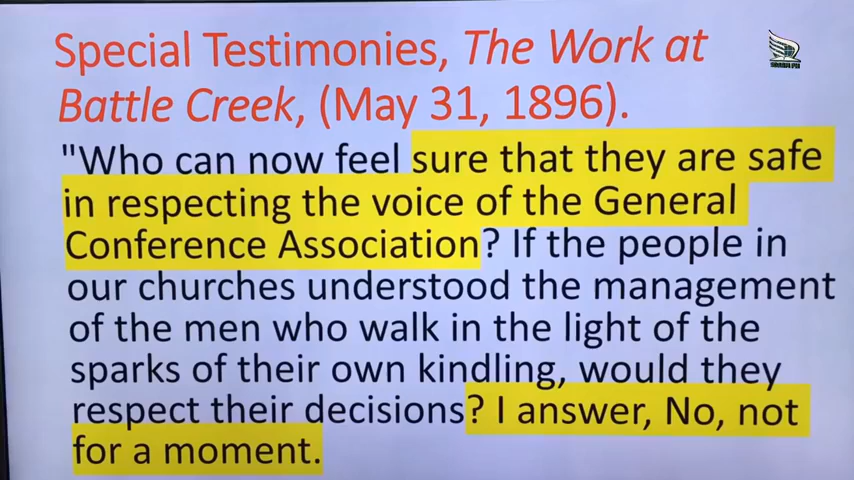 Special Testimonies, The Work at
Battle Creek, (May 31, 1896).
"Who can now feel sure that they are safe
in respecting the voice of the General
Conference Association? If the people in
our churches understood the management
of the men who walk in the light of the
sparks of their own kindling, would they
respect their decisions? I answer, No, not
for a moment.